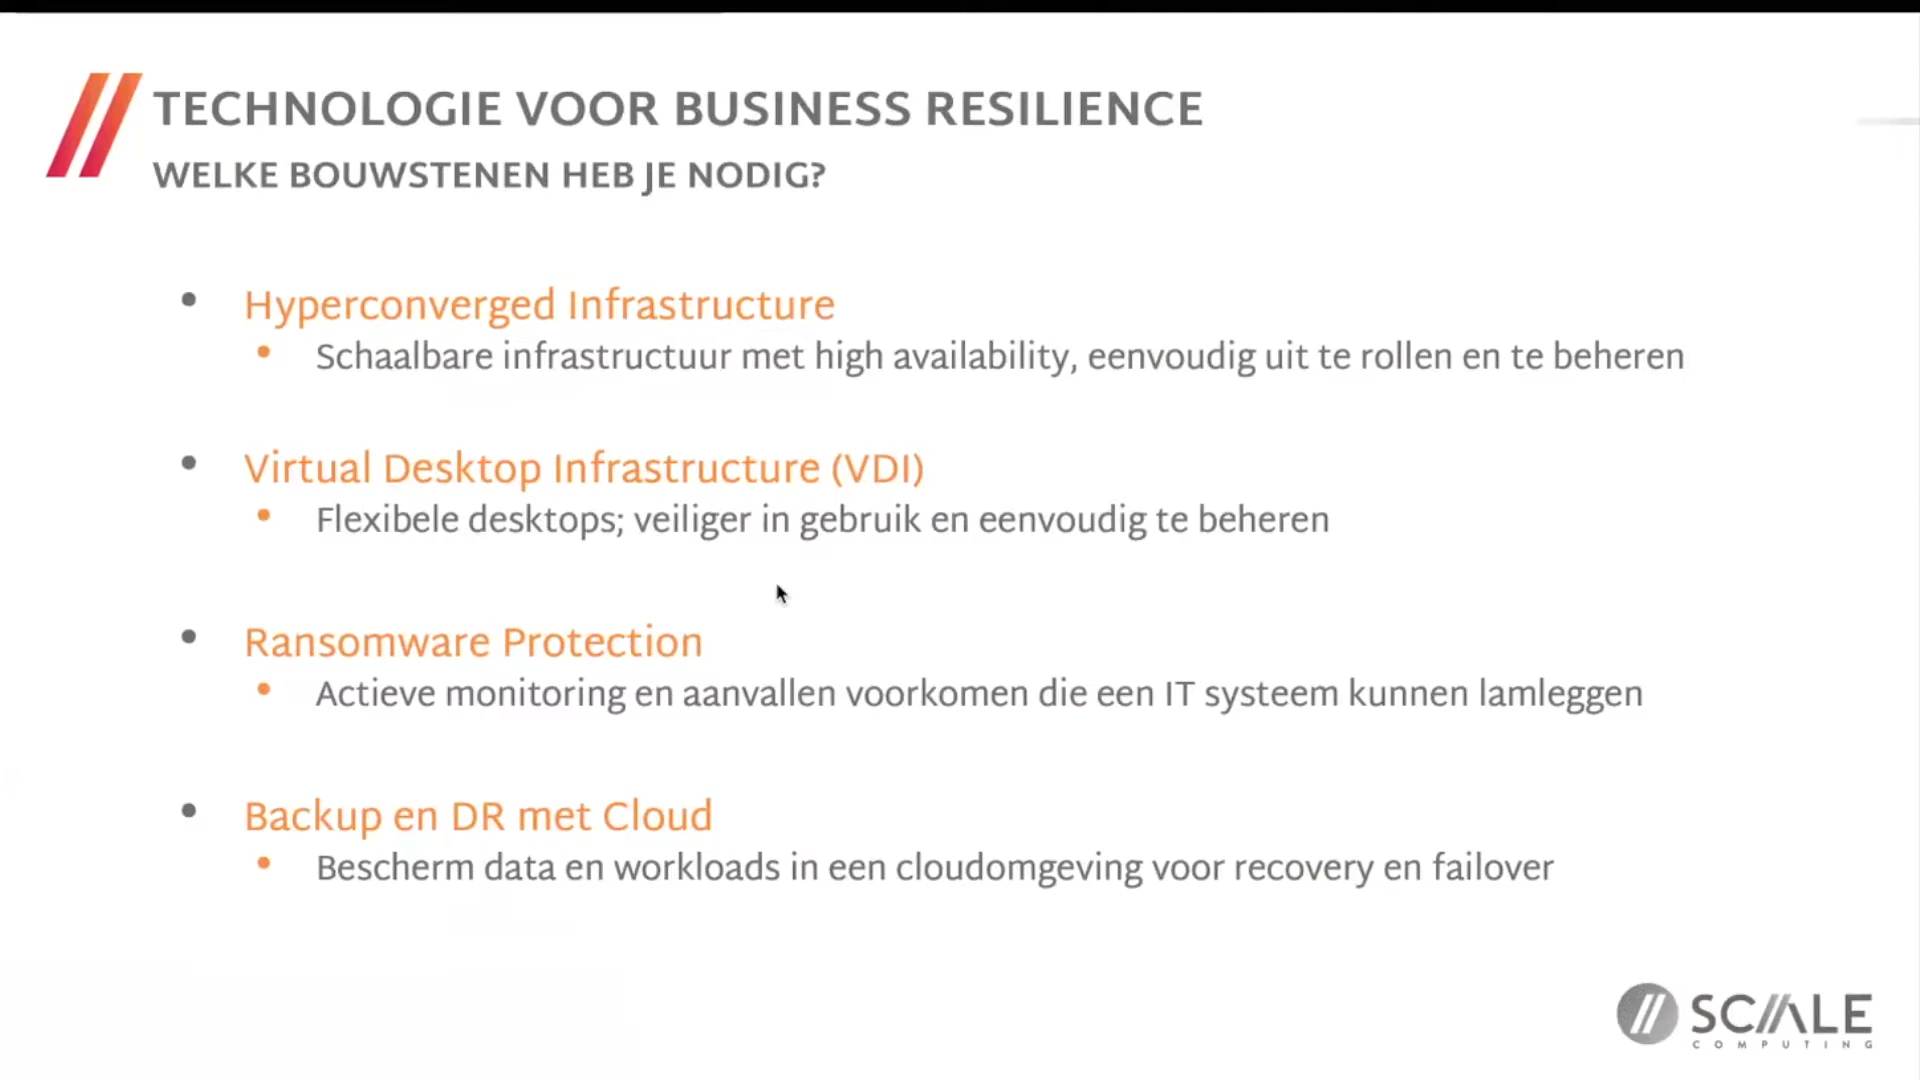 TECHNOLOGIE VOOR BUSINESS RESILIENCE
WELKE BOUWSTENEN HEB JE NODIG?
• Hyperconverged Infrastructure
• Schaalbare infrastructuur met high availability, eenvoudig uit te rollen en te beheren
• Virtual Desktop Infrastructure (VDI)
• Flexibele desktops; veiliger in gebruik en eenvoudig te beheren
• Ransomware Protection
• Actieve monitoring en aanvallen voorkomen die een IT systeem kunnen lamleggen
• Backup en DR met Cloud
• Bescherm data en workloads in een cloudomgeving voor recovery en failover
SCALE
COMPUTING